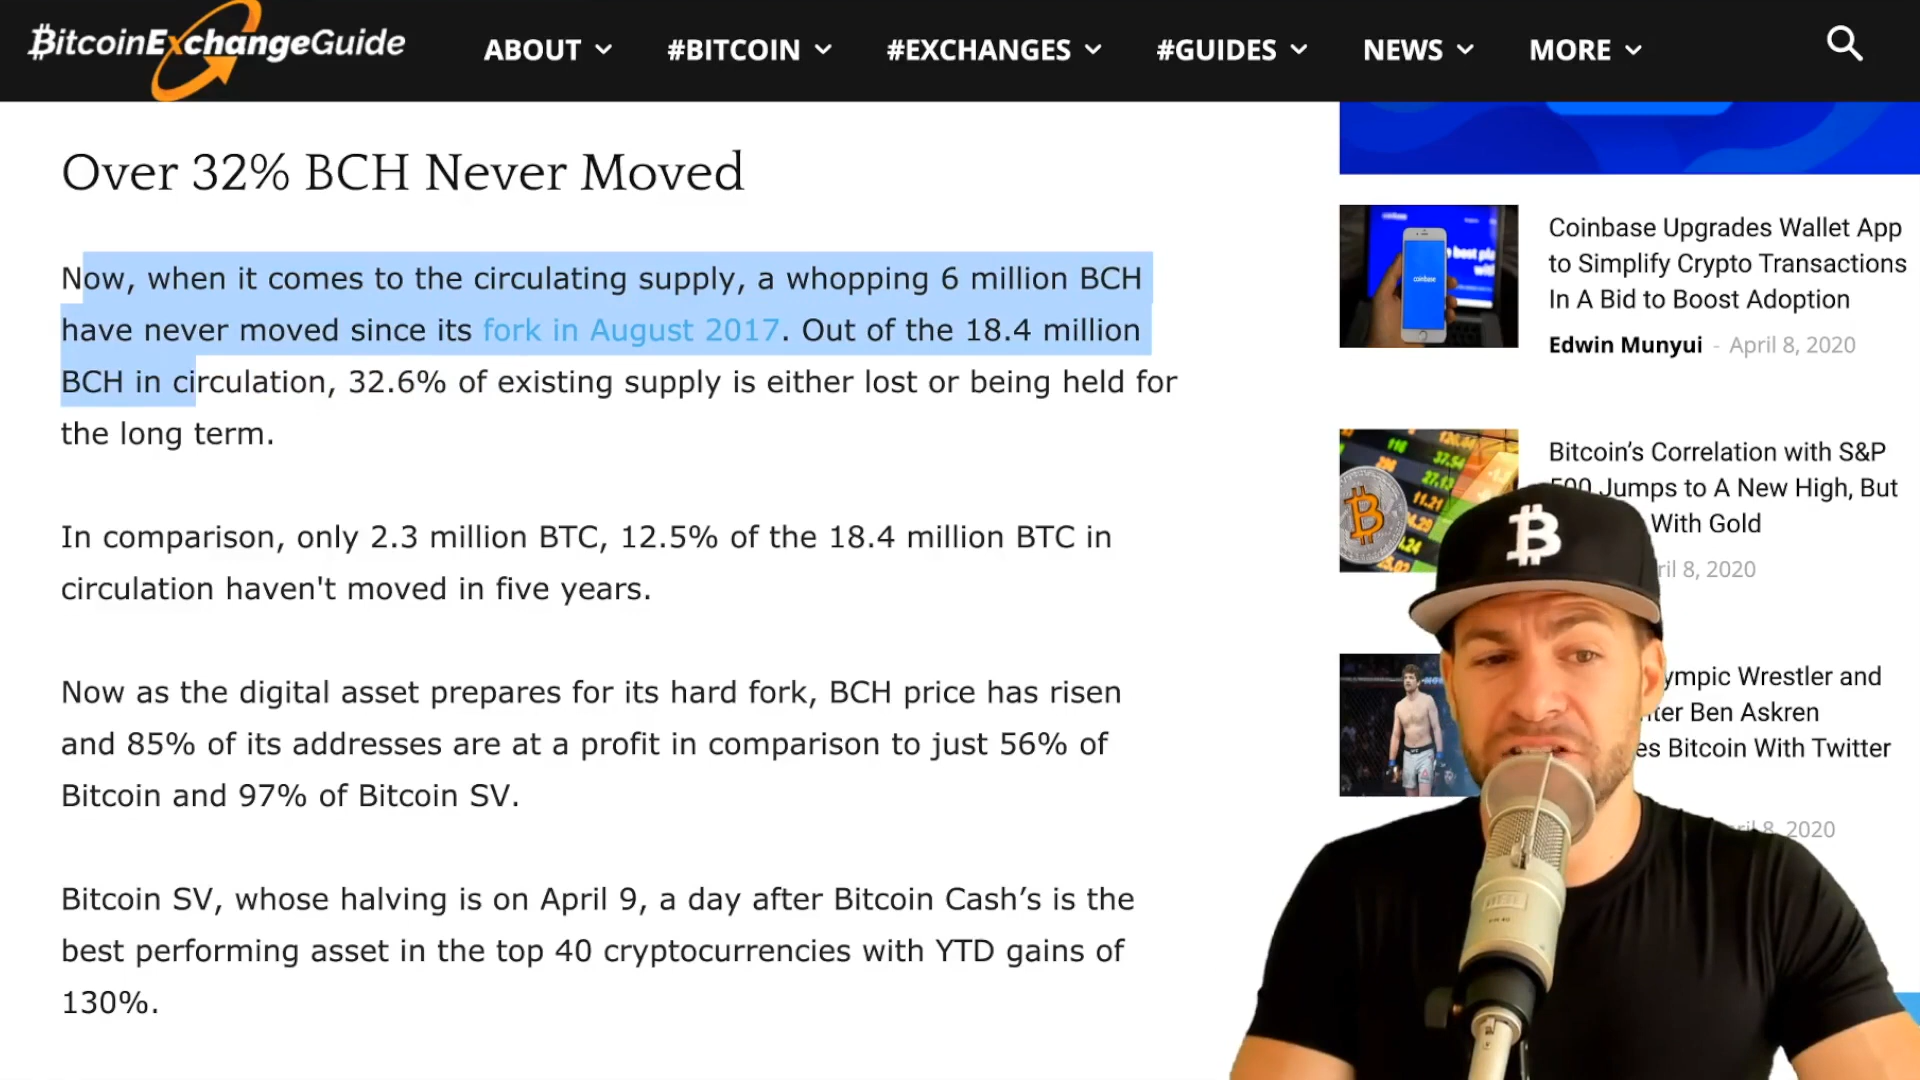 BitcoinExchangeGuide
ABOUT
#BITCOIN
#EXCHANGES
#GUIDES
NEWS
MORE
Over 32% BCH Never Moved
Now, when it comes to the circulating supply, a whopping 6 million BCH
have never moved since its fork in August 2017. Out of the 18.4 million
BCH in circulation, 32.6% of existing supply is either lost or being held for
the long term.
In comparison, only 2.3 million BTC, 12.5% of the 18.4 million BTC in
circulation haven't moved in five years.
Now as the digital asset prepares for its hard fork, BCH price has risen
and 85% of its addresses are at a profit in comparison to just 56% of
Bitcoin and 97% of Bitcoin SV.
Bitcoin SV, whose halving is on April 9, a day after Bitcoin Cash’s is the
best performing asset in the top 40 cryptocurrencies with YTD gains of
130%.
coinbase
Coinbase Upgrades Wallet App
to Simplify Crypto Transactions
In A Bid to Boost Adoption
Edwin Munyui - April 8, 2020
37.54
11.21
Bitcoin’s Correlation with S&P
500 Jumps to A New High, But
With Gold
8, 2020
Wrestler and
Ben Askren
Bitcoin With Twitter
8, 2020